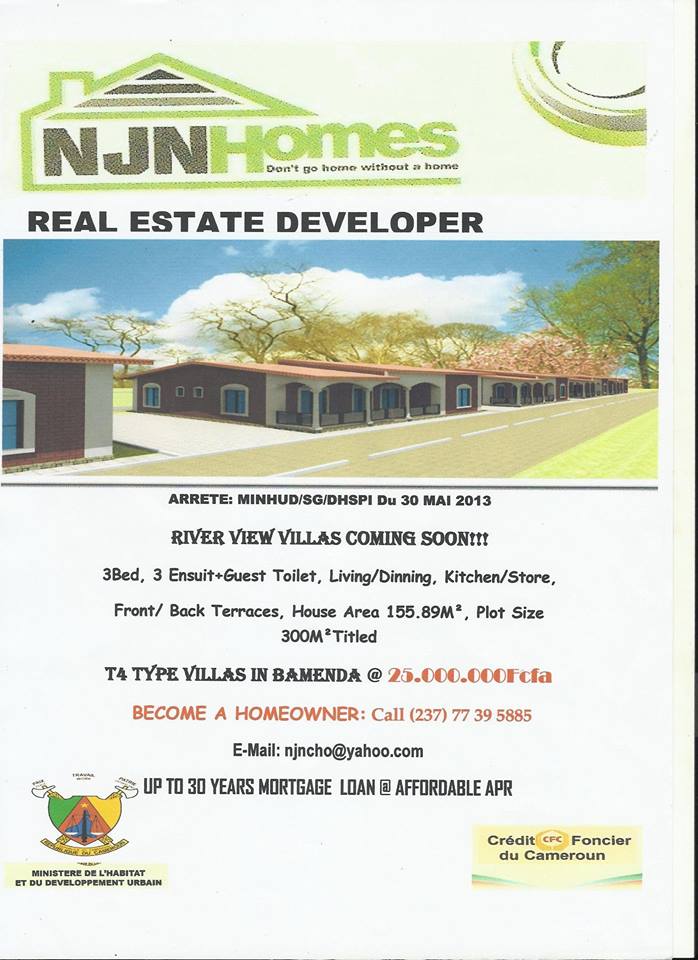 NJNHomes
Don't go home without a home
REAL ESTATE DEVELOPER
ARRETE: MINHUD/SG/DHSPI Du 30 MAI 2013
RIVER VIEW VILLAS COMING SOON!!!
3Bed, 3 Ensuit+Guest Toilet, Living/Dinning, Kitchen/Store,
Front/ Back Terraces, House Area 155.89M², Plot Size
300M²Titled
T4 TYPE VILLAS IN BAMENDA @ 25.000.000Fcfa
BECOME A HOMEOWNER: Call (237) 77 39 5885
E-Mail: njncho@yahoo.com
UP TO 30 YEARS MORTGAGE LOAN @ AFFORDABLE APR
PAIX
TRAVAIL
PATRIE
REPUBLIQUE DU CAMEROUN
MINISTERE DE L'HABITAT
ET DU DEVELOPPEMENT URBAIN
Crédit CFC Foncier
du Cameroun